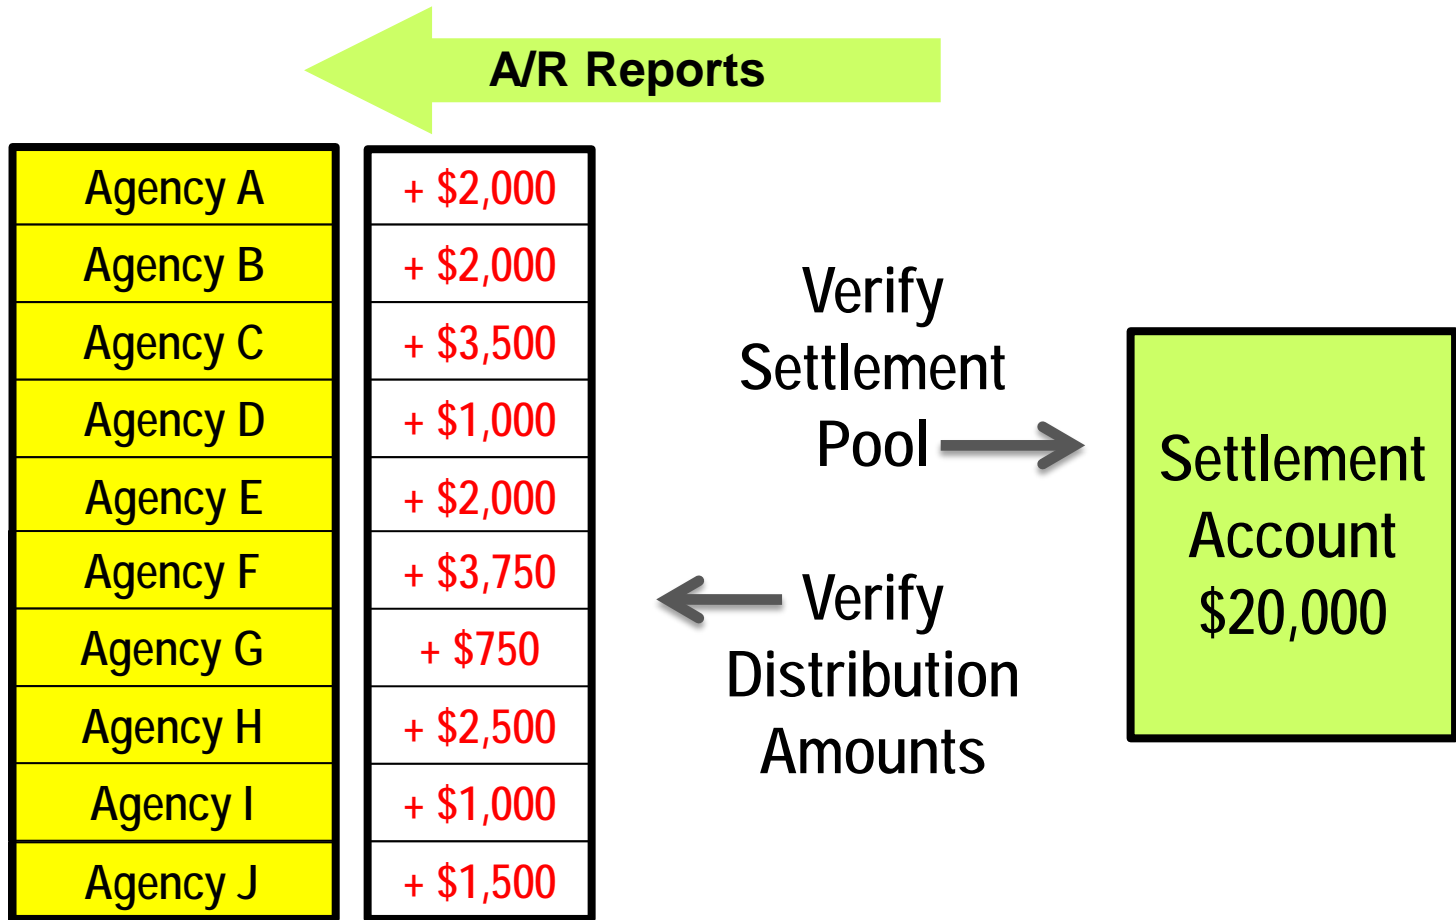 A/R Reports
Agency A + $2,000
Agency B + $2,000
Agency C + $3,500
Agency D + $1,000
Agency E + $2,000
Agency F + $3,750
Agency G + $750
Agency H + $2,500
Agency I + $1,000
Agency J + $1,500
Verify
Settlement
Pool
Verify
Distribution
Amounts
Settlement
Account
$20,000